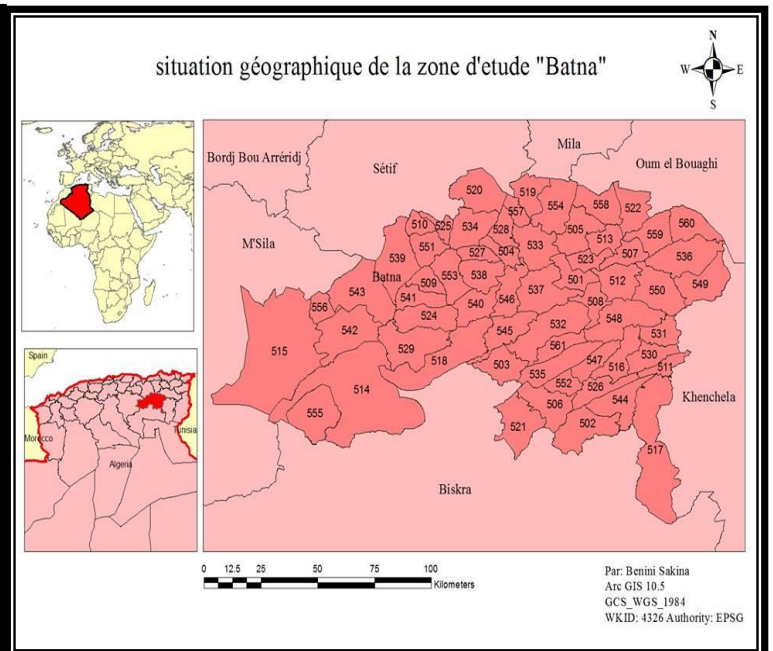 situation géographique de la zone d'etude "Batna"
N
W E
S
Bordj Bou Arréridj
Sétif
Mila
Oum el Bouaghi
M'Sila
Batna
Khenchela
Biskra
520
519
554
558
522
560
510
525
534
528
557
505
513
559
539
551
527
504
533
523
507
536
509
553
538
501
512
549
543
541
540
546
537
508
550
556
524
548
542
545
532
531
515
529
518
561
503
547
516
530
511
514
535
552
526
555
506
544
521
502
517
Spain
Morocco
Tunisia
Algeria
0 12.5 25 50 75 100
Kilometers
Par: Benini Sakina
Arc GIS 10.5
GCS_WGS_1984
WKID: 4326 Authority: EPSG